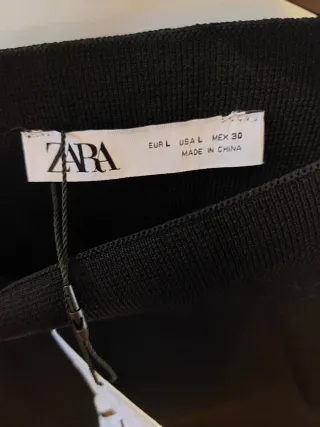 ZARA
EUR L USA L MEX 30
MADE IN CHINA